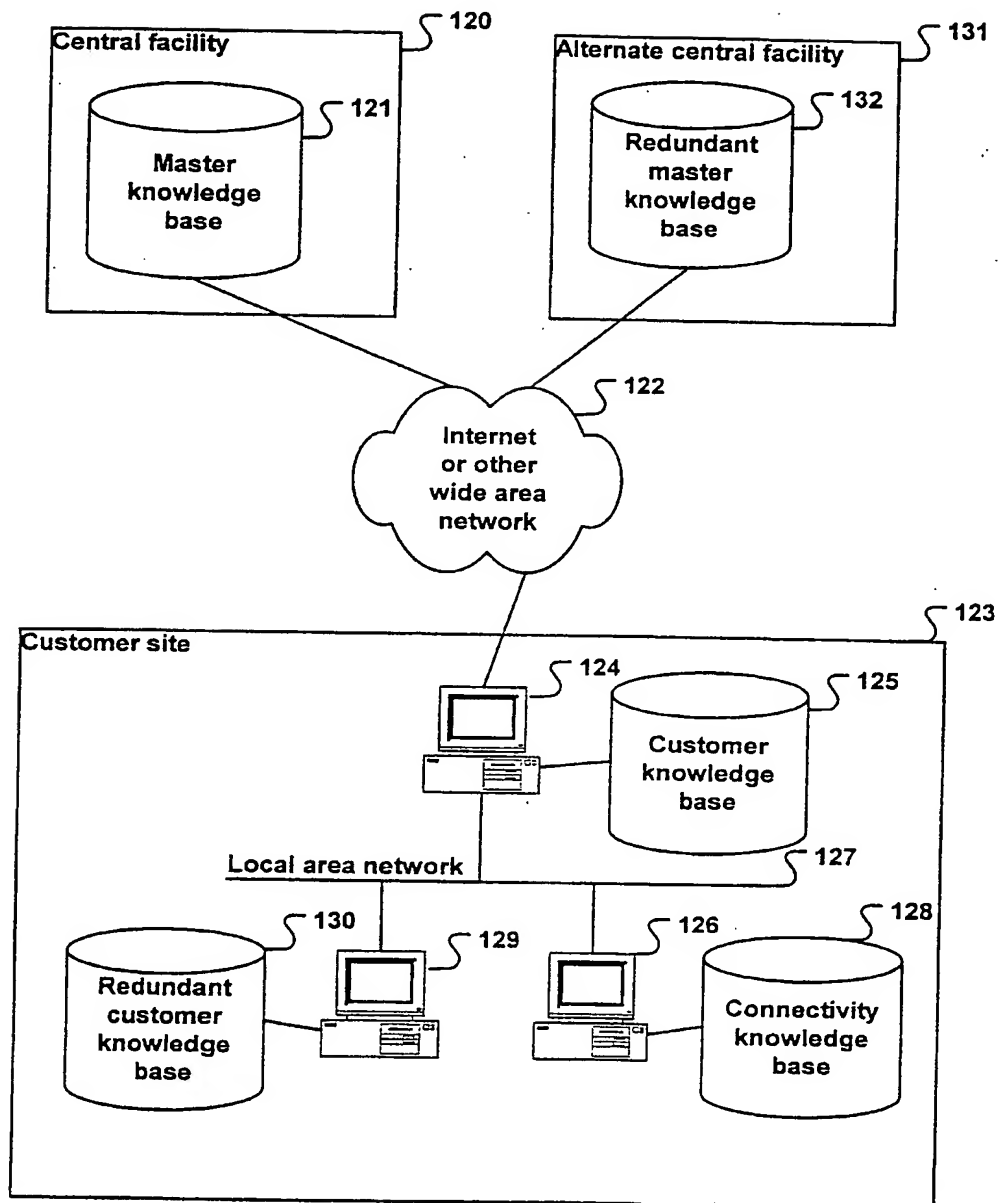 120
131
Central facility
Alternate central facility
121
132
Master
knowledge
base
Redundant
master
knowledge
base
122
Internet
or other
wide area
network
123
Customer site
124
125
Customer
knowledge
base
Local area network
127
130
129
126
128
Redundant
customer
knowledge
base
Connectivity
knowledge
base